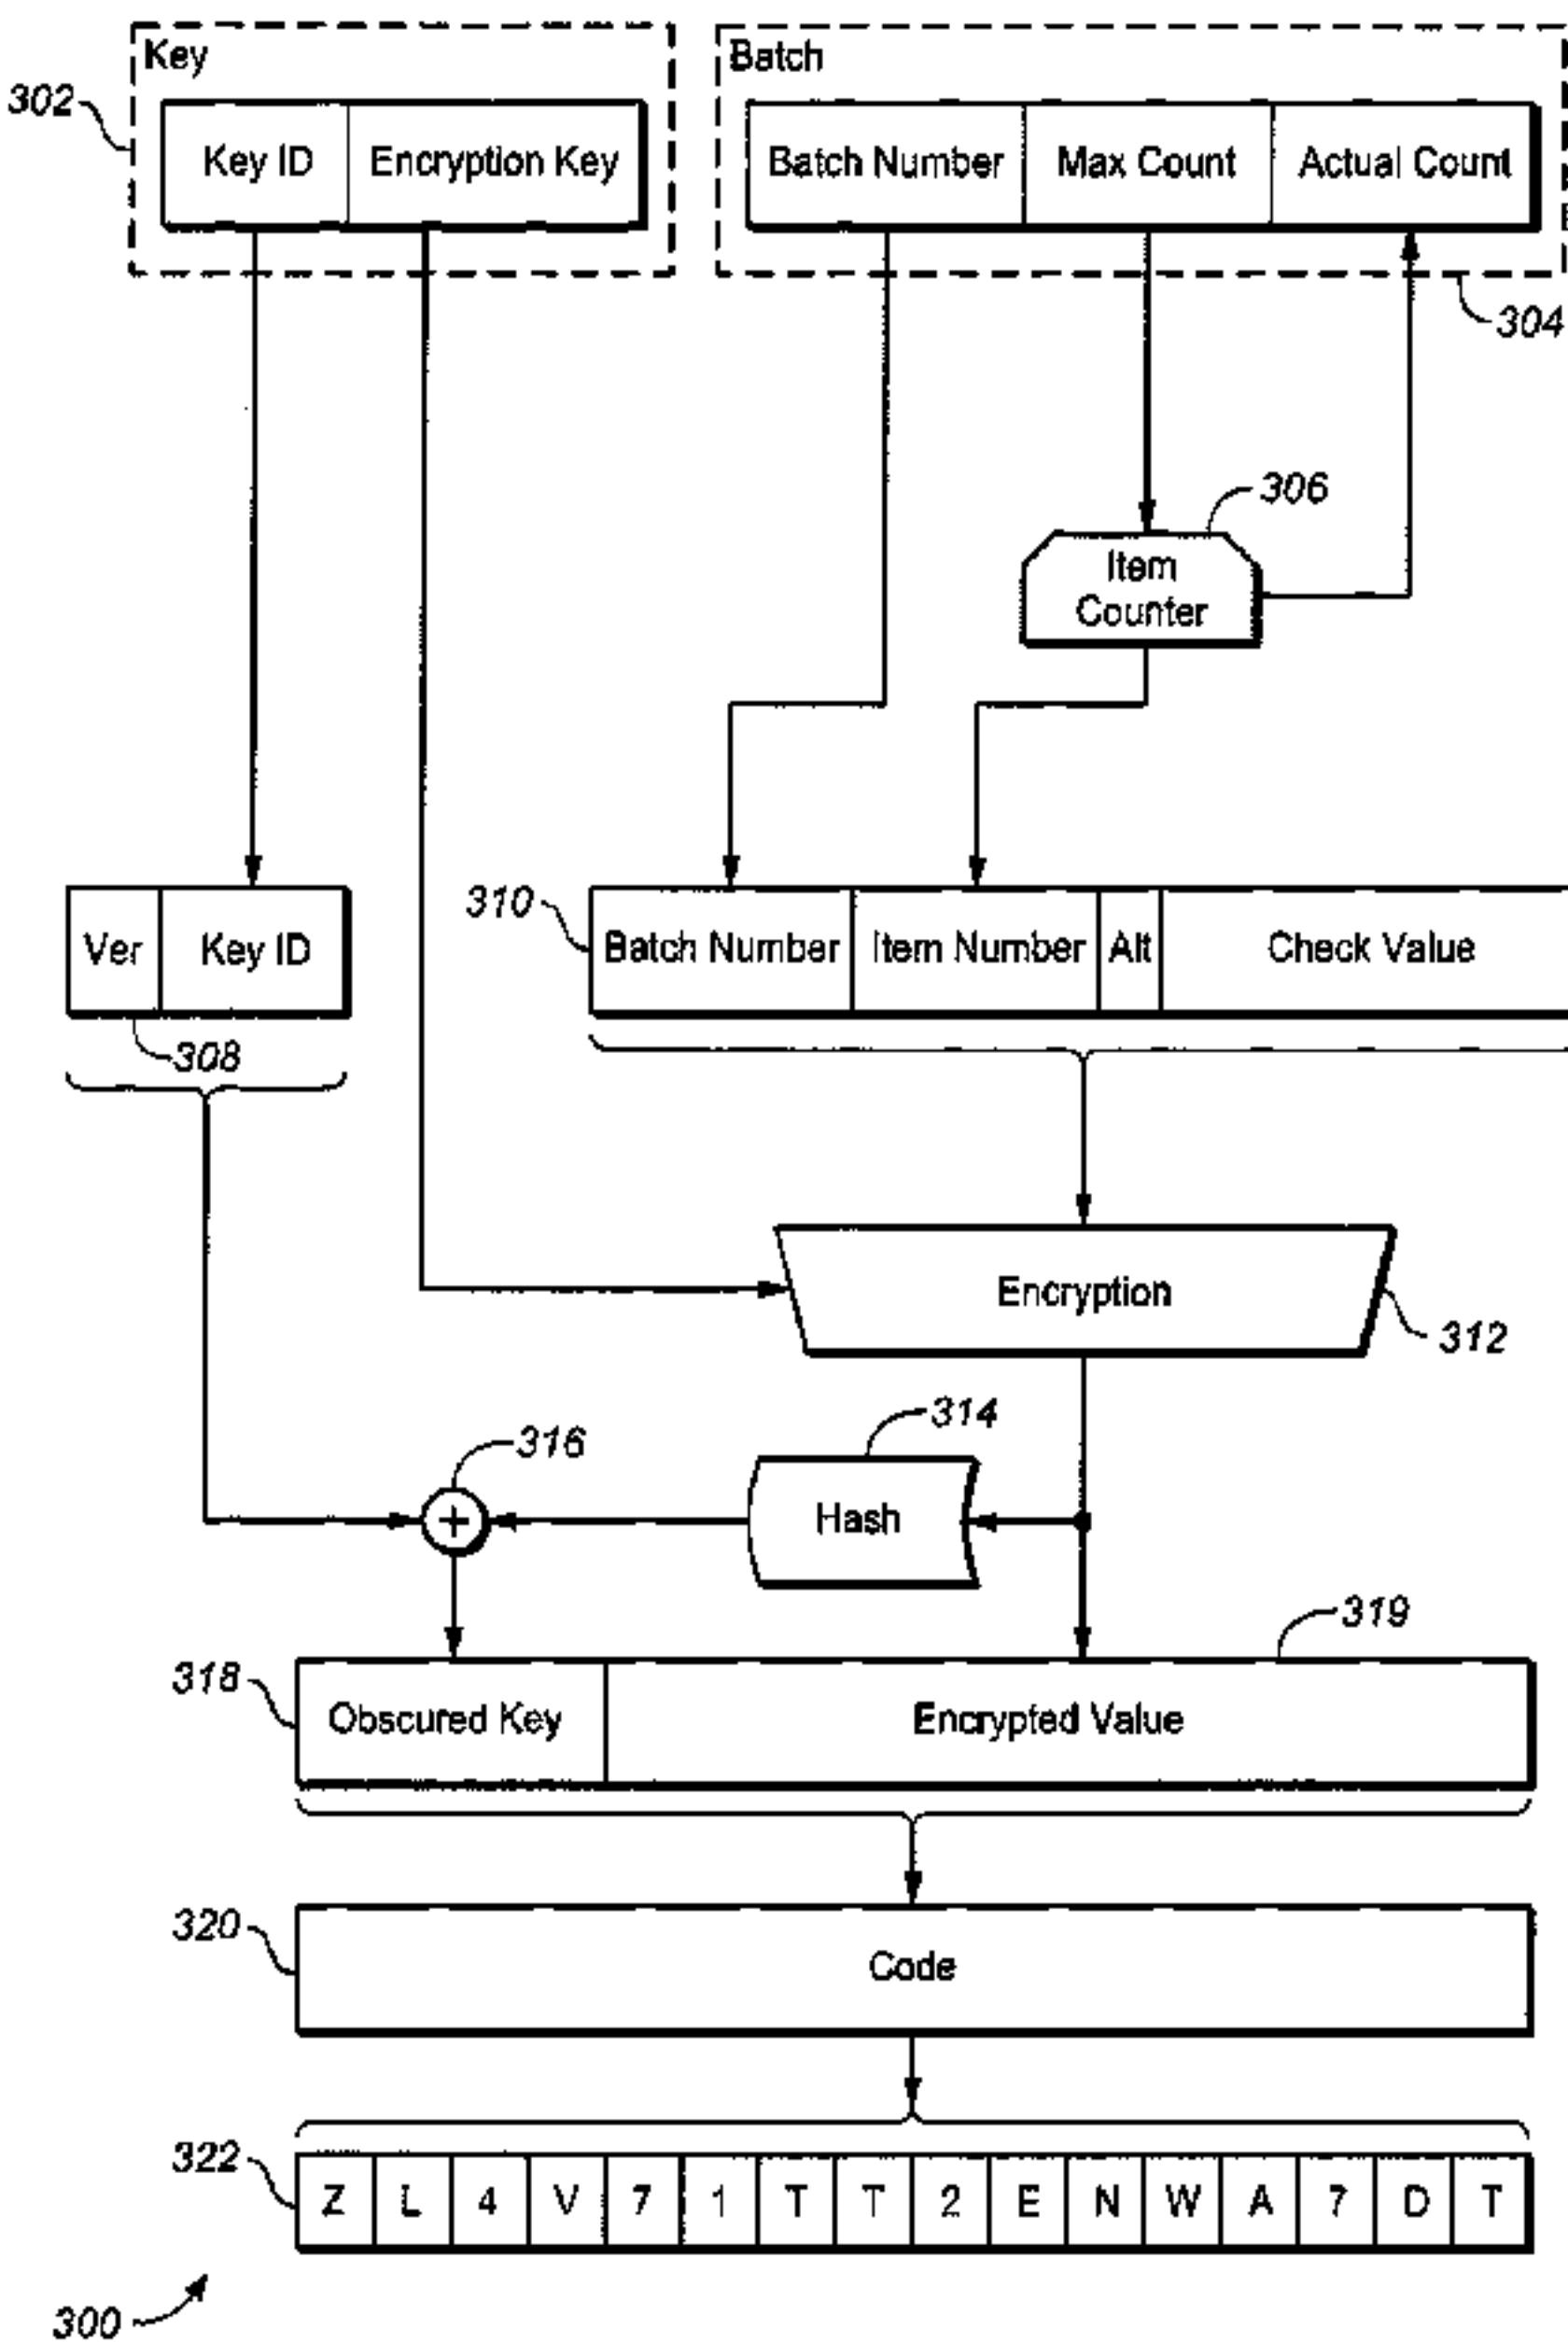 Key
Batch
302
Key ID
Encryption Key
Batch Number
Max Count
Actual Count
304
306
Item
Counter
310
Ver
Key ID
Batch Number
Item Number
Alt
Check Value
308
Encryption
312
314
316
+
Hash
319
318
Obscured Key
Encrypted Value
320
Code
322
Z L 4 V 7 1 T T 2 E N W A 7 D T
300